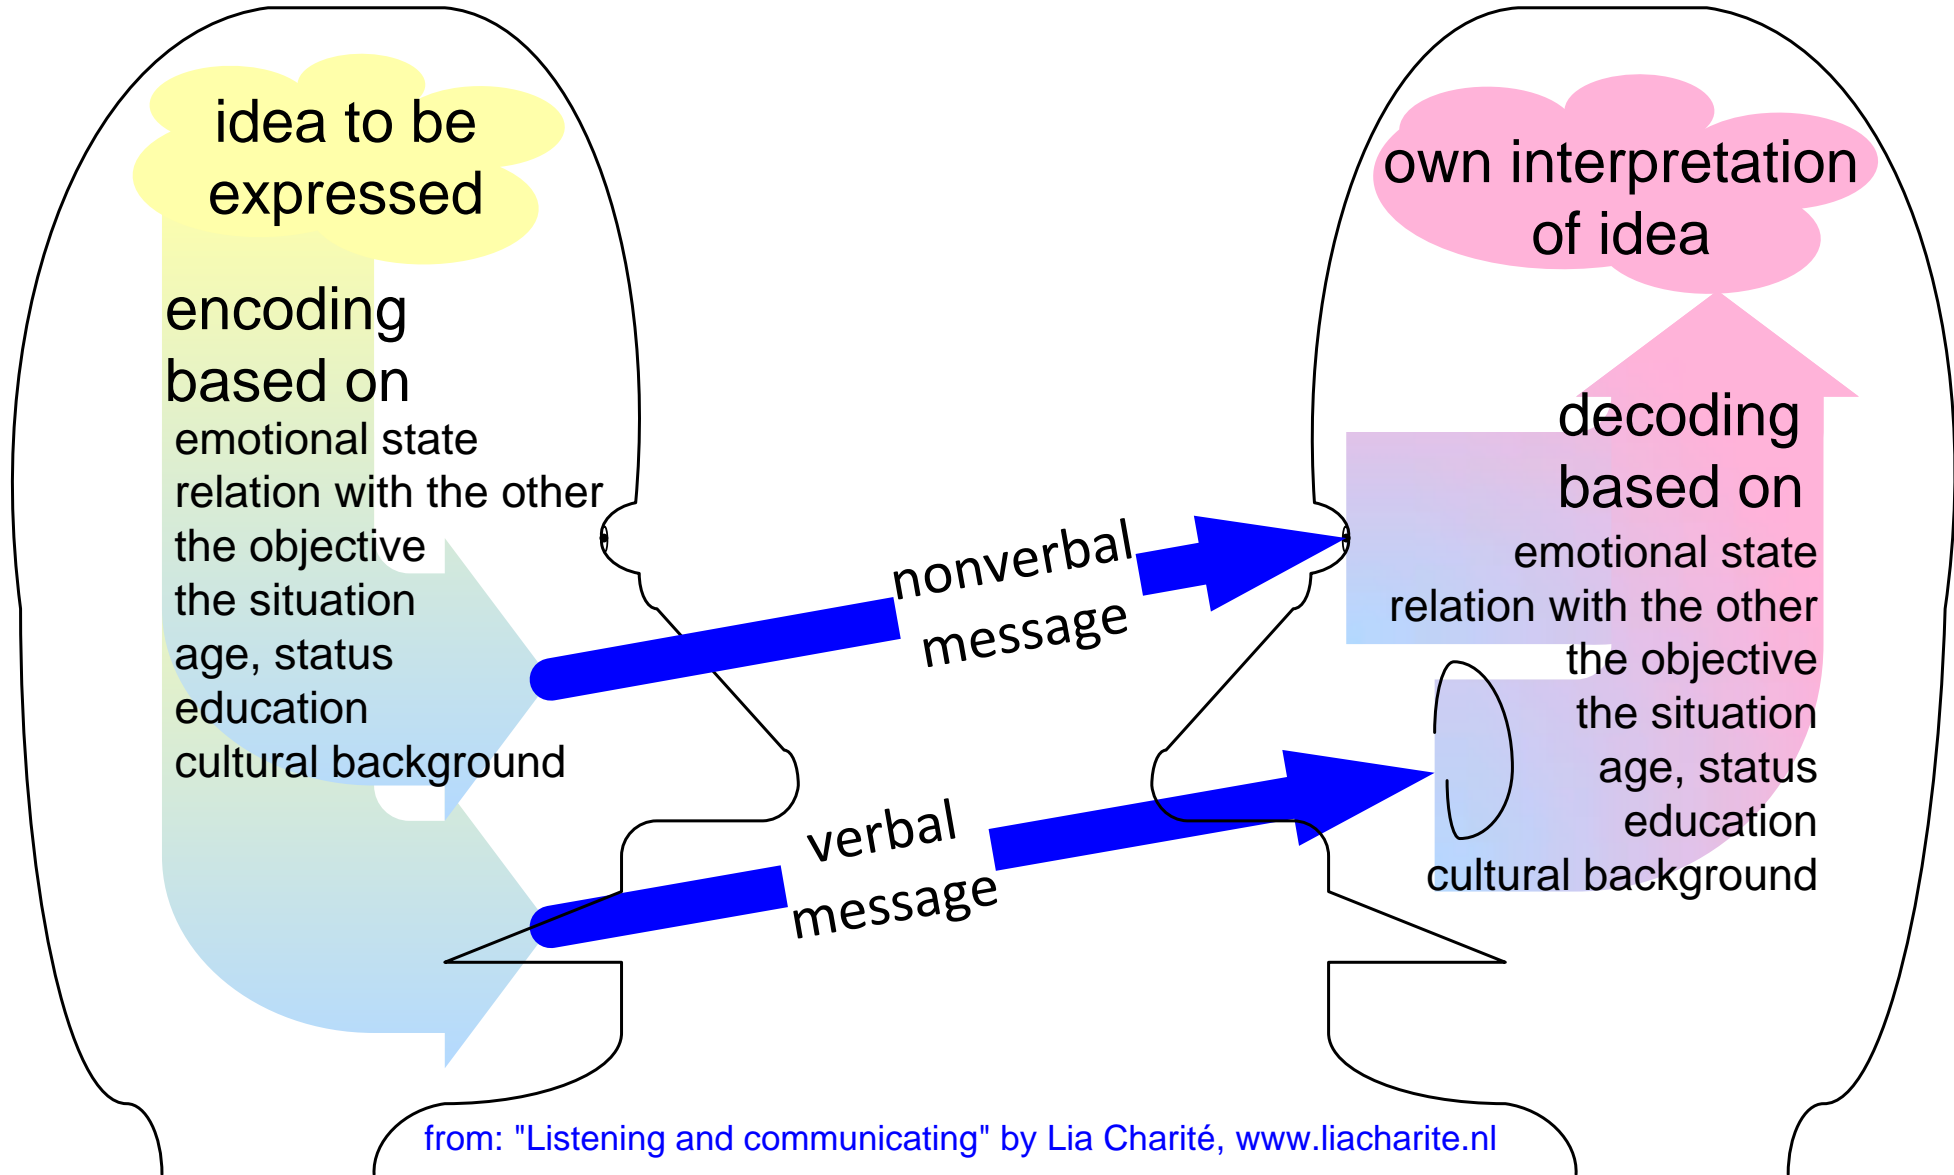 idea to be
expressed
encoding
based on
emotional state
relation with the other
the objective
the situation
age, status
education
cultural background
nonverbal
message
verbal
message
own interpretation
of idea
decoding
based on
emotional state
relation with the other
the objective
the situation
age, status
education
cultural background
from: "Listening and communicating" by Lia Charité, www.liacharite.nl